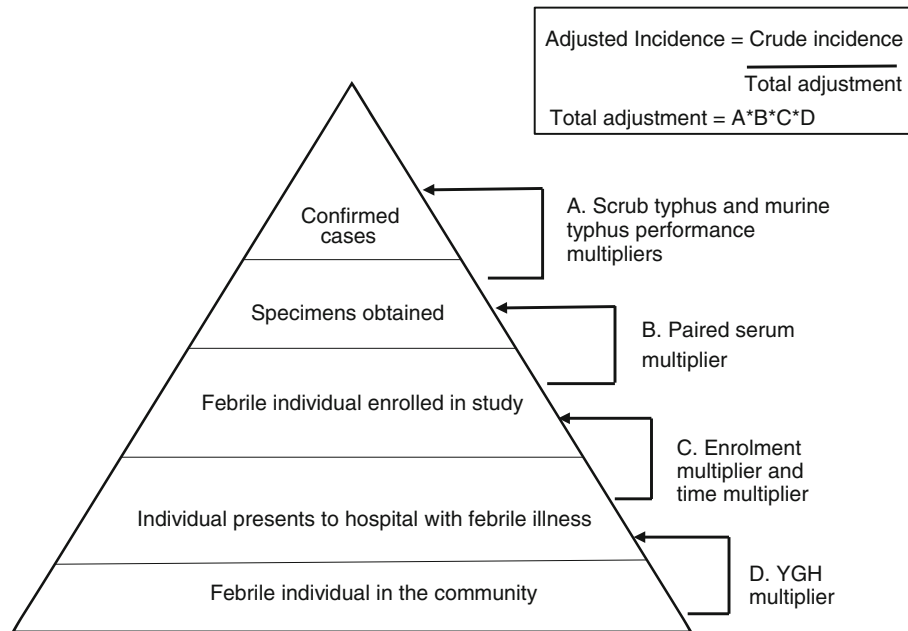 Adjusted Incidence = Crude incidence
Total adjustment
Total adjustment = A*B*C*D
Confirmed
cases
A. Scrub typhus and murine
typhus performance
multipliers
Specimens obtained
B. Paired serum
multiplier
Febrile individual enrolled in study
C. Enrolment
multiplier and
time multiplier
Individual presents to hospital with febrile illness
D. YGH
multiplier
Febrile individual in the community